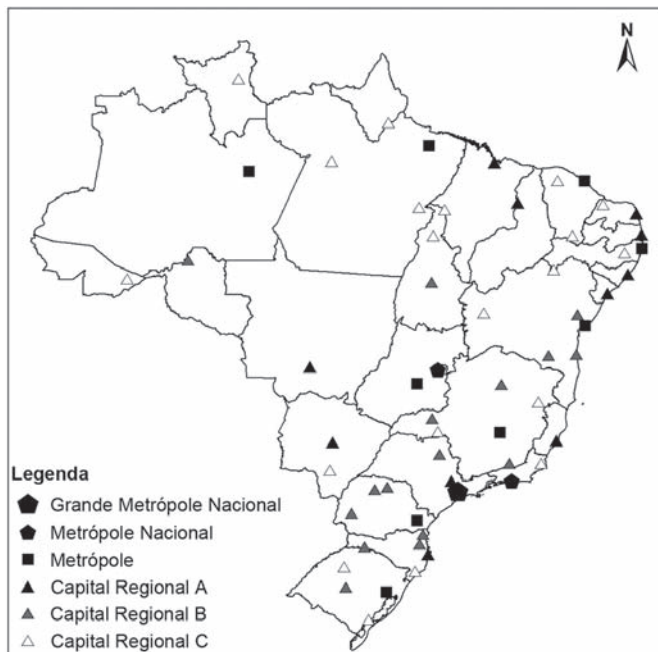 N
Legenda
Grande Metrópole Nacional
Metrópole Nacional
Metrópole
Capital Regional A
Capital Regional B
Capital Regional C